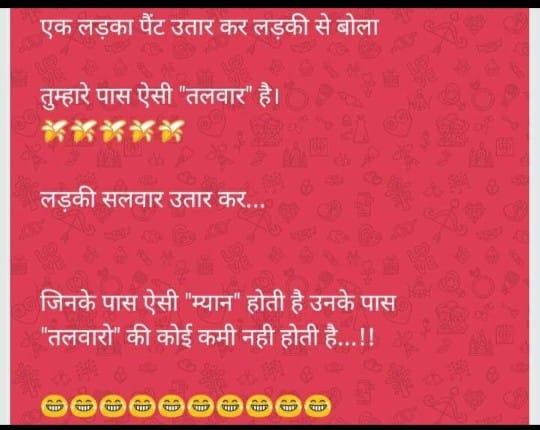 एक लड़का पैंट उतार कर लड़की से बोला
तुम्हारे पास ऐसी "तलवार" है।
🍌🍌🍌🍌🍌
लड़की सलवार उतार कर...
जिनके पास ऐसी "म्यान" होती है उनके पास
"तलवारो" की कोई कमी नही होती है...!!
😂😂😂😂😂😂😂😂😂😂